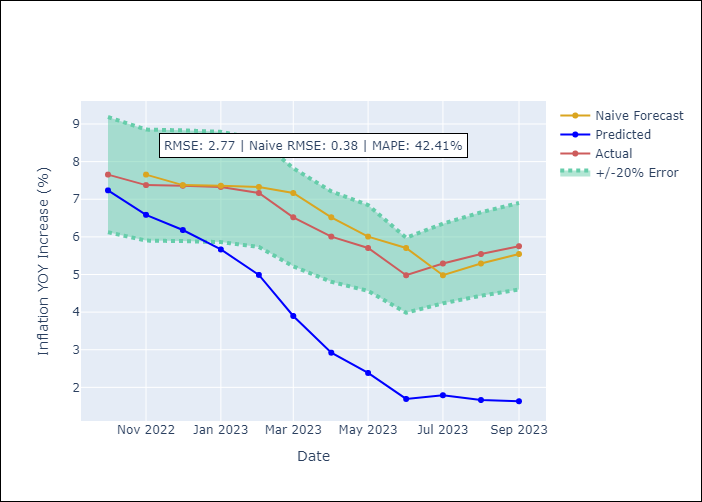 RMSE: 2.77 | Naive RMSE: 0.38 | MAPE: 42.41%
Naive Forecast
Predicted
Actual
+/-20% Error
Inflation YOY Increase (%)
9
8
7
6
5
4
3
2
Nov 2022
Jan 2023
Mar 2023
May 2023
Jul 2023
Sep 2023
Date